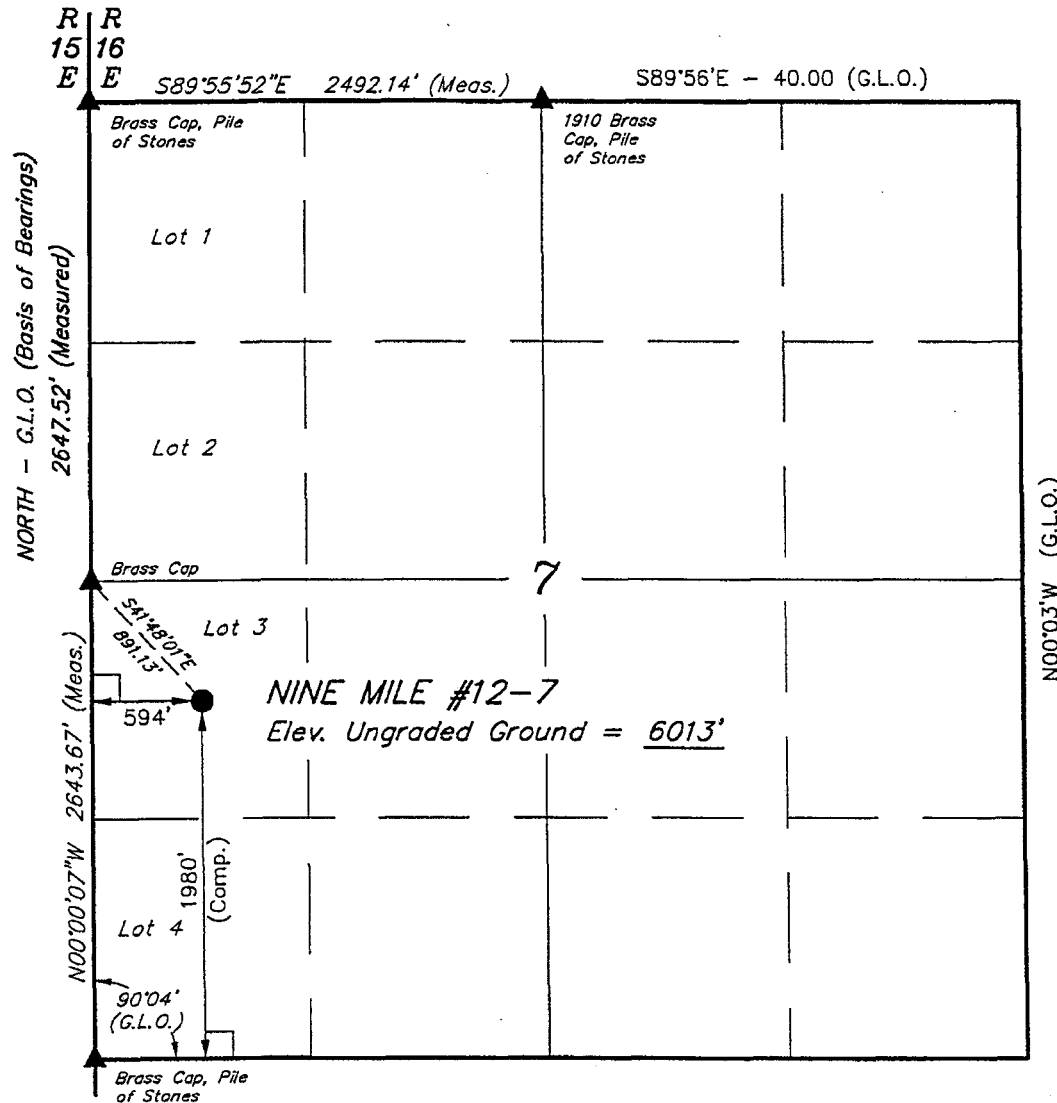 R R
15 16
E E
S89°55'52"E 2492.14' (Meas.)
S89°56'E - 40.00 (G.L.O.)
Brass Cap, Pile
of Stones
1910 Brass
Cap, Pile
of Stones
NORTH - G.L.O. (Basis of Bearings)
2647.52' (Measured)
Lot 1
Lot 2
Brass Cap
7
N00°03'W (G.L.O.)
S41°48'01"E
891.13'
Lot 3
594'
NINE MILE #12-7
Elev. Ungraded Ground = 6013'
N00°00'07"W 2643.67' (Meas.)
1980'
(Comp.)
Lot 4
90°04'
(G.L.O.)
Brass Cap, Pile
of Stones